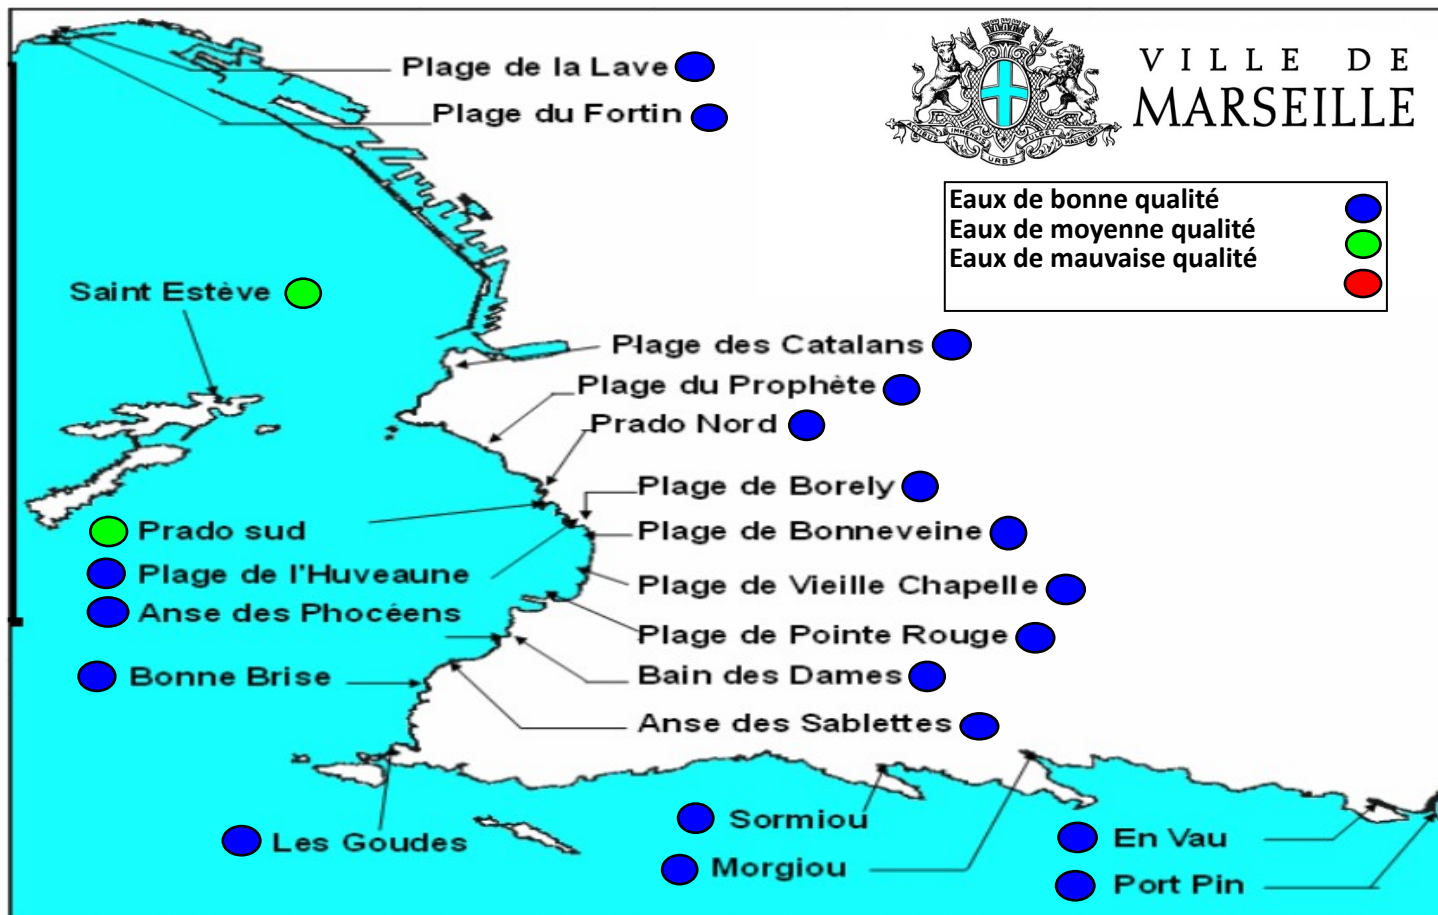 Plage de la Lave
Plage du Fortin
VILLE DE
MARSEILLE
URBS
Eaux de bonne qualité
Eaux de moyenne qualité
Eaux de mauvaise qualité
Saint Estève
Plage des Catalans
Plage du Prophète
Prado Nord
Plage de Borely
Prado sud
Plage de Bonneveine
Plage de l'Huveaune
Plage de Vieille Chapelle
Anse des Phocéens
Plage de Pointe Rouge
Bonne Brise
Bain des Dames
Anse des Sablettes
Sormiou
Les Goudes
En Vau
Morgiou
Port Pin